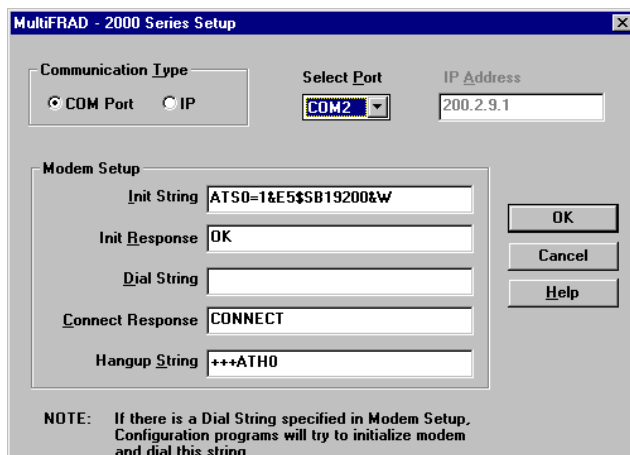 MultiFRAD - 2000 Series Setup
Communication Type
COM Port
IP
Select Port
COM2
IP Address
200.2.9.1
Modem Setup
Init String
ATS0=1&E5$SB19200&W
Init Response
OK
Dial String
Connect Response
CONNECT
Hangup String
+++ATH0
OK
Cancel
Help
NOTE: If there is a Dial String specified in Modem Setup,
Configuration programs will try to initialize modem
and dial this string